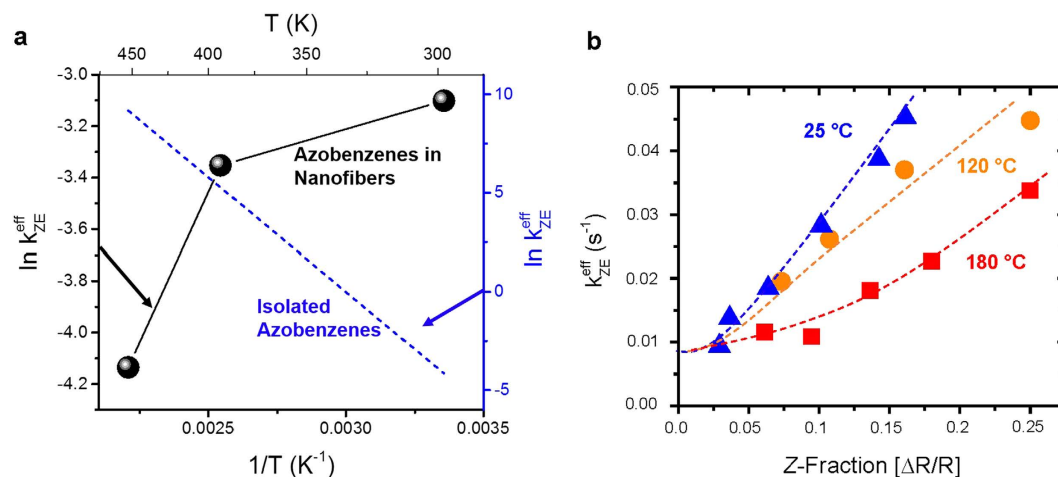 a
T (K)
450 400 350 300
-3.0
-3.2
-3.4
-3.6
-3.8
-4.0
-4.2
ln k_ZE^eff
Azobenzenes in
Nanofibers
Isolated
Azobenzenes
10
5
0
-5
ln k_ZE^eff
0.0025 0.0030 0.0035
1/T (K⁻¹)
b
0.05
0.04
0.03
0.02
0.01
0.00
k_ZE^eff (s⁻¹)
25 °C
120 °C
180 °C
0.0 0.05 0.10 0.15 0.20 0.25
Z-Fraction [ΔR/R]